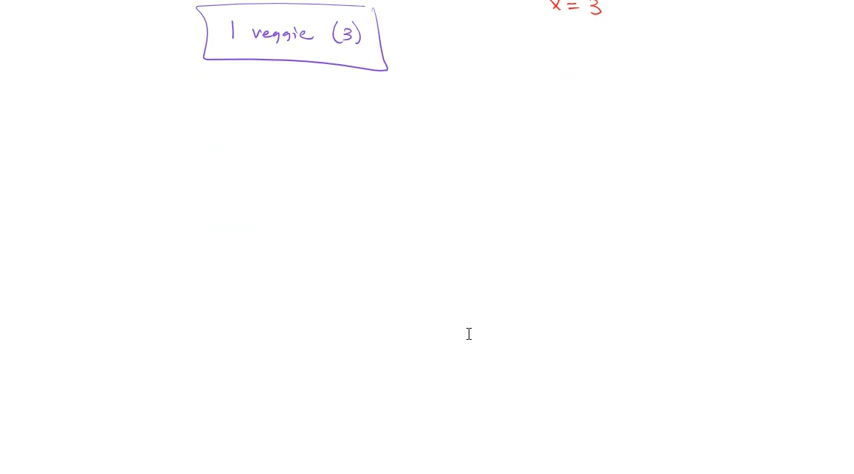 x = 3
1 veggie (3)